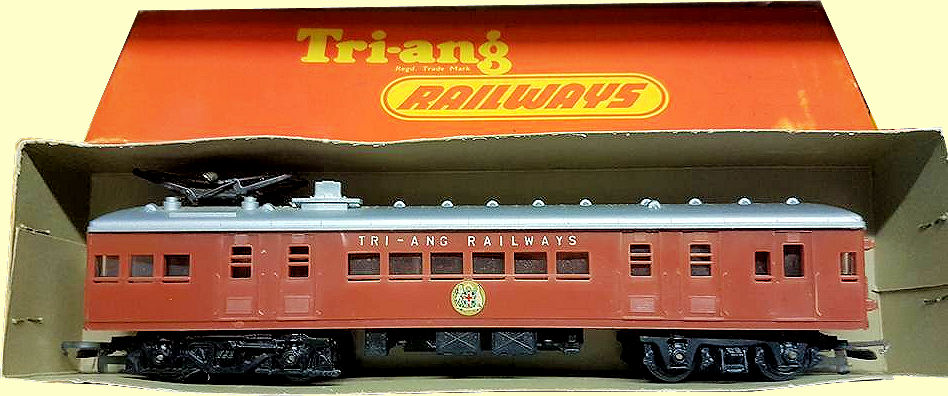 Tri-ang
Regd. Trade Mark
RAILWAYS
TRI-ANG RAILWAYS